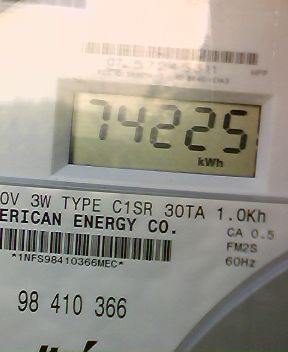 74225
kWh
0V 3W TYPE C1SR 30TA 1.0Kh
ERICAN ENERGY CO.
CA 0.5
FM2S
*1NFS98410366MEC*
60Hz
98 410 366